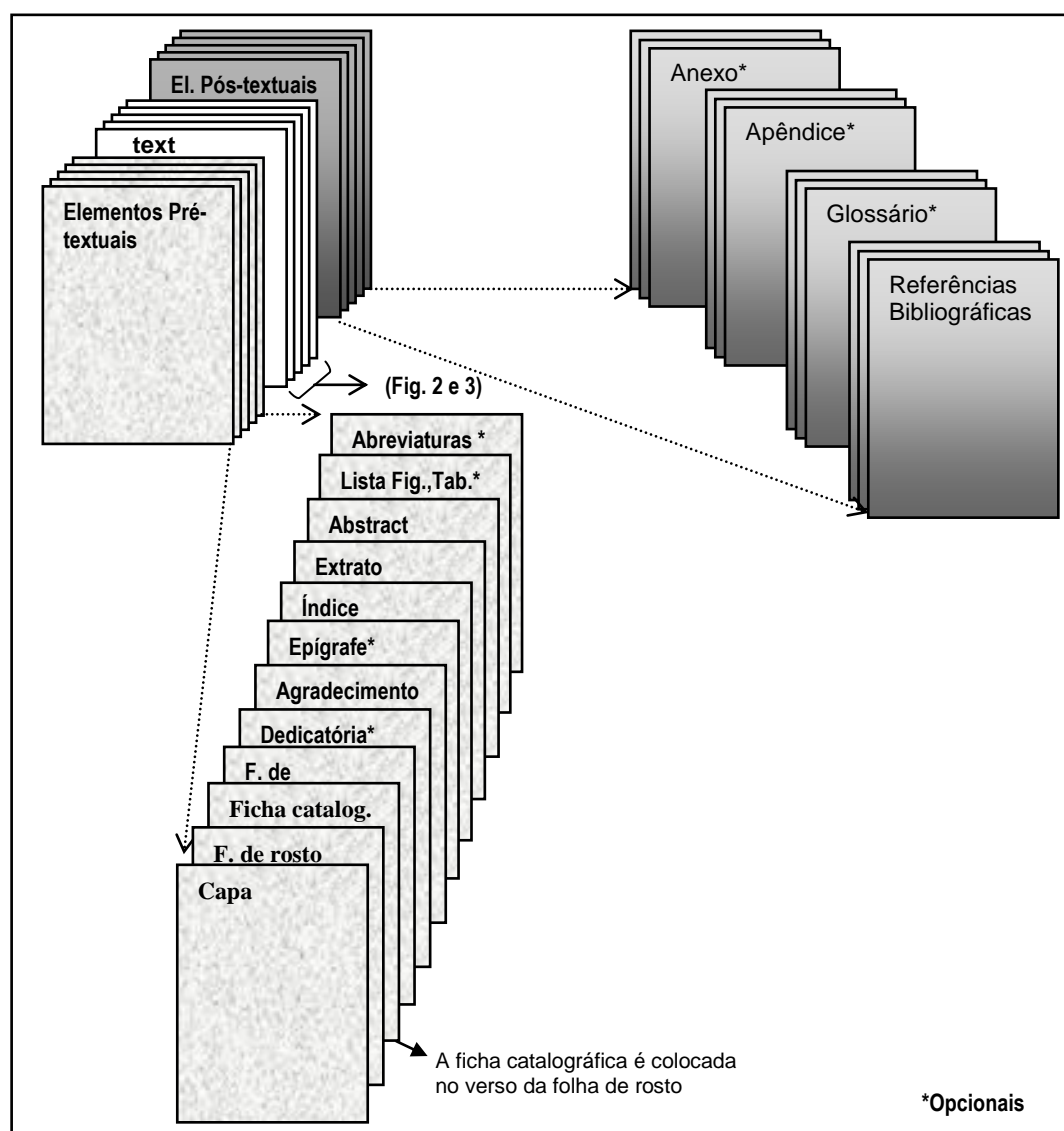 El. Pós-textuais
text
Elementos Pré-
textuais
Anexo*
Apêndice*
Glossário*
Referências
Bibliográficas
(Fig. 2 e 3)
Abreviaturas *
Lista Fig.,Tab.*
Abstract
Extrato
Índice
Epígrafe*
Agradecimento
Dedicatória*
F. de
Ficha catalog.
F. de rosto
Capa
A ficha catalográfica é colocada
no verso da folha de rosto
*Opcionais